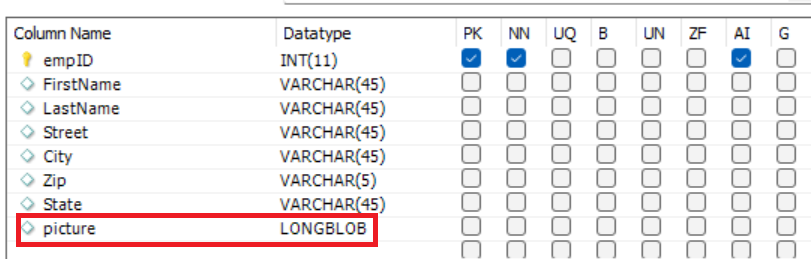 Column Name Datatype PK NN UQ B UN ZF AI G
empID INT(11)
FirstName VARCHAR(45)
LastName VARCHAR(45)
Street VARCHAR(45)
City VARCHAR(45)
Zip VARCHAR(5)
State VARCHAR(45)
picture LONGBLOB